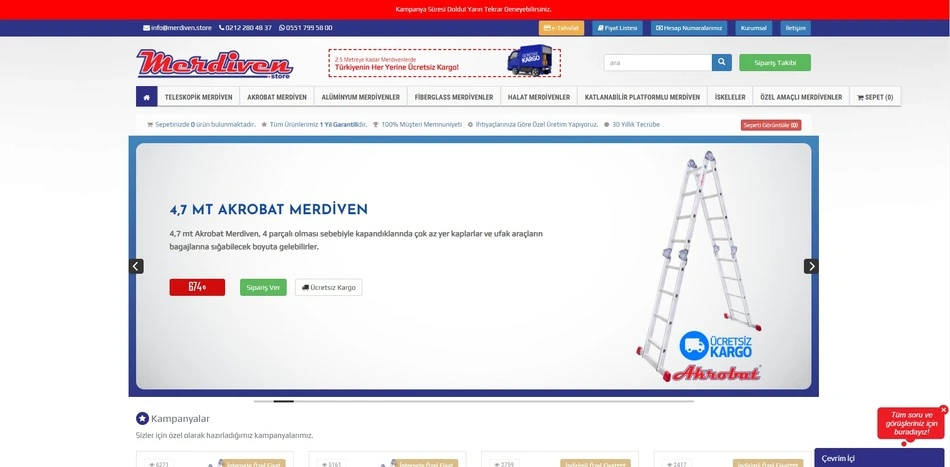 Kampanya Süresi Doldu! Yarın Tekrar Deneyebilirsiniz.
info@merdiven.store 0212 280 48 37 0551 799 58 00
e-Tahsilat Fiyat Listesi Hesap Numaralarımız Kurumsal İletişim
Merdiven
.store
2.5 Metreye Kadar Merdivenlerde
Türkiyenin Her Yerine Ücretsiz Kargo!
ÜCRETSİZ
KARGO
ara
Sipariş Takibi
TELESKOPİK MERDİVEN AKROBAT MERDİVEN ALÜMİNYUM MERDİVENLER FİBERGLASS MERDİVENLER HALAT MERDİVENLER KATLANABİLİR PLATFORMLU MERDİVEN İSKELELER ÖZEL AMAÇLI MERDİVENLER SEPET (0)
Sepetinizde 0 ürün bulunmaktadır. Tüm Ürünlerimiz 1 Yıl Garantilidir. 100% Müşteri Memnuniyeti İhtiyaçlarınıza Göre Özel Üretim Yapıyoruz. 30 Yıllık Tecrübe
Sepeti Görüntüle
4,7 MT AKROBAT MERDİVEN
4,7 mt Akrobat Merdiven, 4 parçalı olması sebebiyle kapandıklarında çok az yer kaplarlar ve ufak araçların
bagajlarına sığabilecek boyuta gelebilirler.
674₺
Sipariş Ver
Ücretsiz Kargo
ÜCRETSİZ
KARGO
Akrobat
Kampanyalar
Sizler için özel olarak hazırladığımız kampanyalarımız.
6271 İnternete Özel Fiyat
5161 İnternete Özel Fiyat
2759
2417
Tüm soru ve
görüşleriniz için
buradayız!
Çevrim İçi